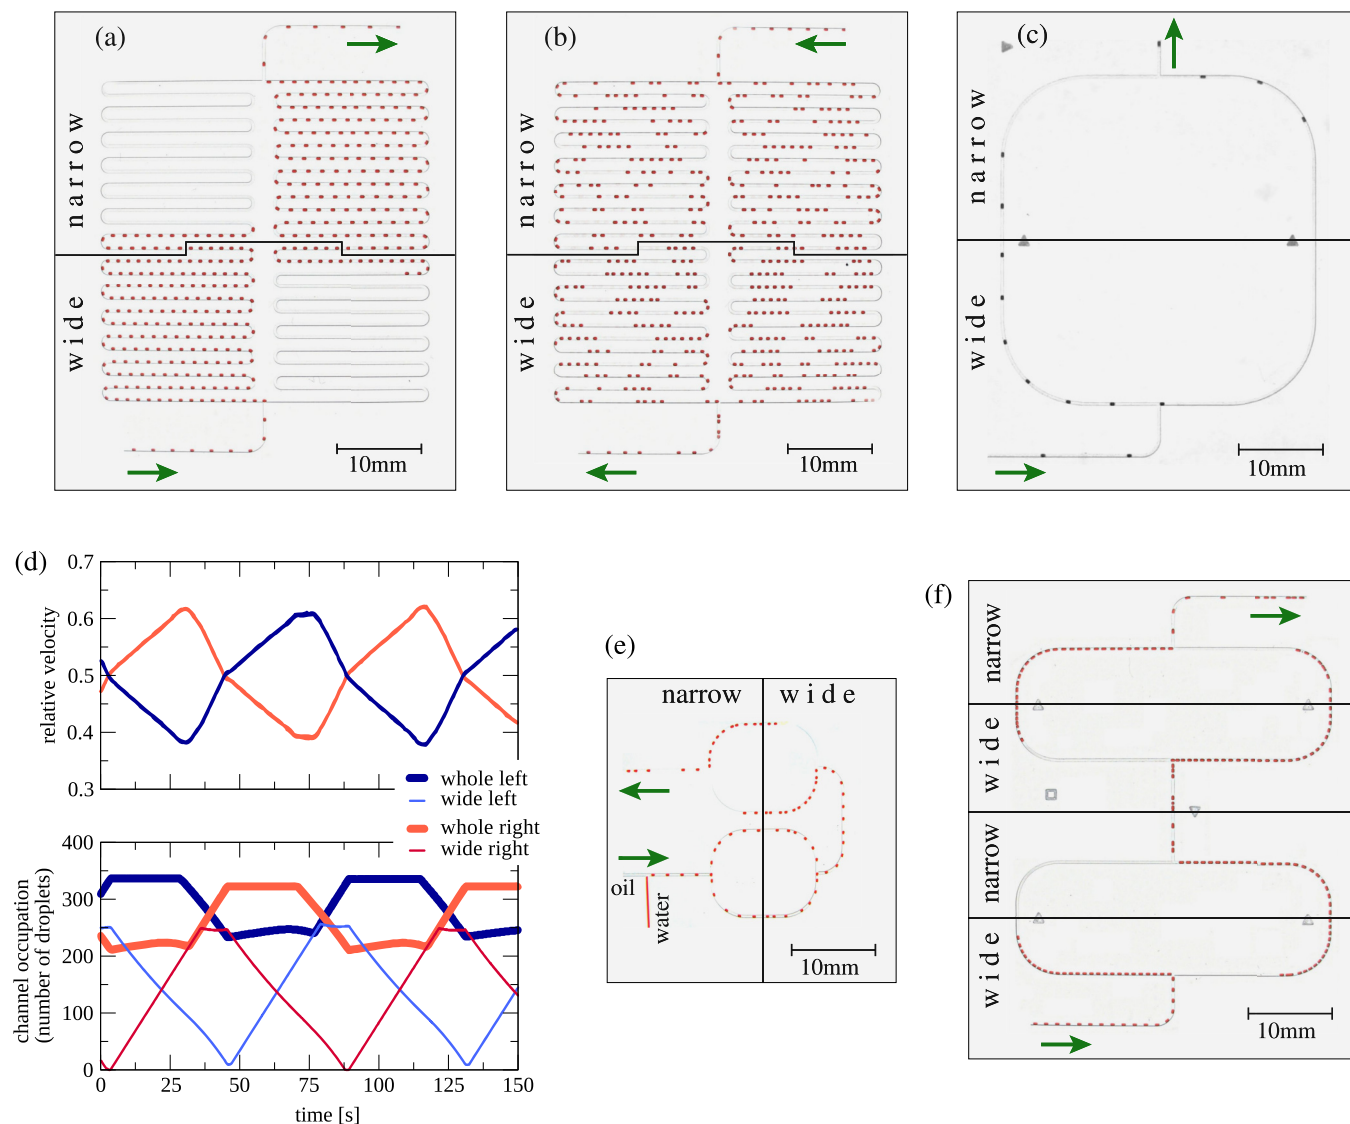 (a)
narrow
wide
10mm
(b)
narrow
wide
10mm
(c)
narrow
wide
10mm
(d)
0.7
0.6
0.5
0.4
0.3
relative velocity
whole left
wide left
whole right
wide right
400
300
200
100
0
channel occupation
(number of droplets)
0 25 50 75 100 125 150
time [s]
(e)
narrow wide
oil
water
10mm
(f)
narrow
wide
narrow
wide
10mm